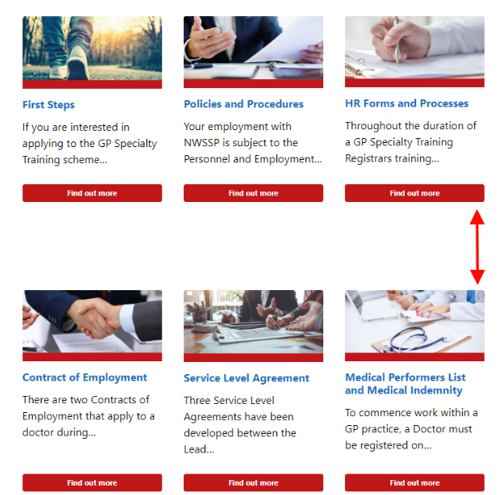 First Steps
If you are interested in
applying to the GP Specialty
Training scheme...
Find out more
Policies and Procedures
Your employment with
NWSSP is subject to the
Personnel and Employment...
Find out more
HR Forms and Processes
Throughout the duration of
a GP Specialty Training
Registrars training...
Find out more
Contract of Employment
There are two Contracts of
Employment that apply to a
doctor during...
Find out more
Service Level Agreement
Three Service Level
Agreements have been
developed between the
Lead...
Find out more
Medical Performers List
and Medical Indemnity
To commence work within a
GP practice, a Doctor must
be registered on...
Find out more